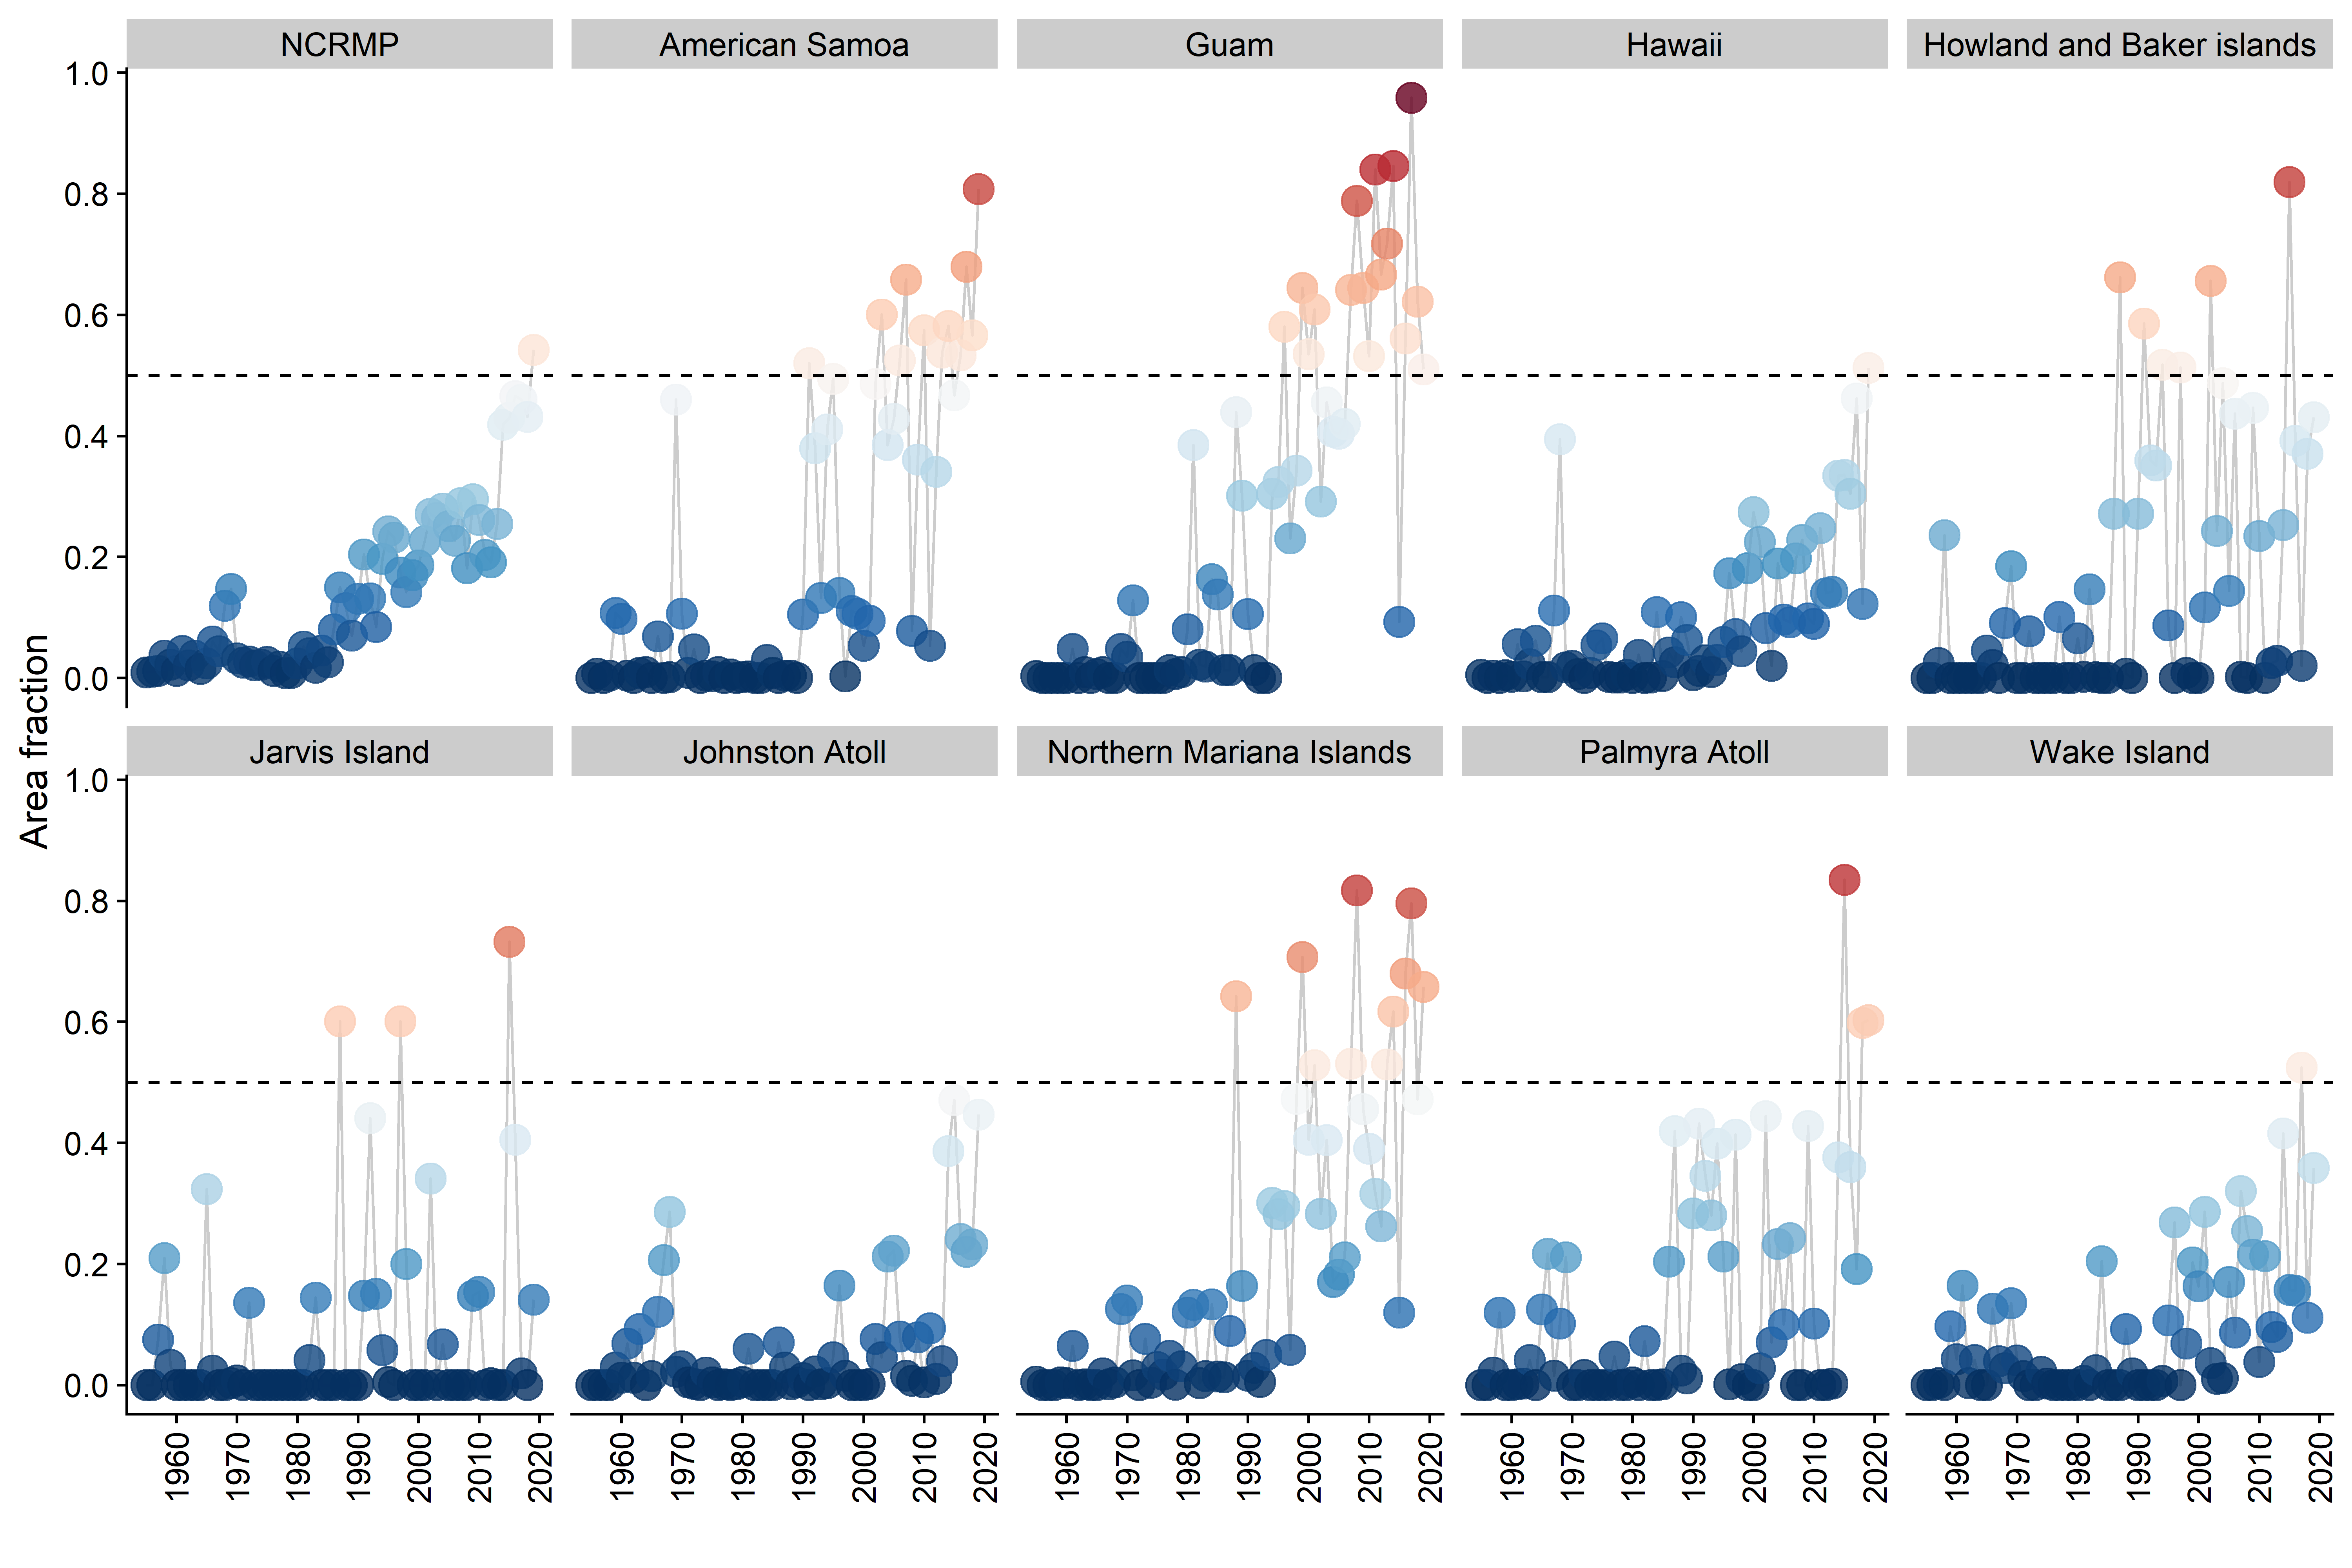 NCRMP
American Samoa
Guam
Hawaii
Howland and Baker islands
1.0
0.8
0.6
0.4
0.2
0.0
Area fraction
Jarvis Island
Johnston Atoll
Northern Mariana Islands
Palmyra Atoll
Wake Island
1.0
0.8
0.6
0.4
0.2
0.0
1960 1970 1980 1990 2000 2010 2020
1960 1970 1980 1990 2000 2010 2020
1960 1970 1980 1990 2000 2010 2020
1960 1970 1980 1990 2000 2010 2020
1960 1970 1980 1990 2000 2010 2020